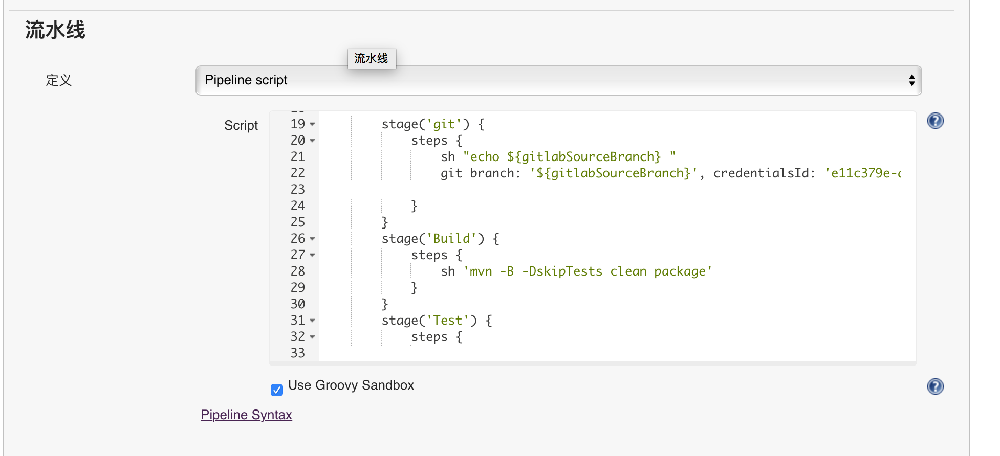 流水线
流水线
定义
Pipeline script
Script
19 stage('git') {
20 steps {
21 sh "echo ${gitlabSourceBranch} "
22 git branch: '${gitlabSourceBranch}', credentialsId: 'e11c379e-
23
24 }
25 }
26 stage('Build') {
27 steps {
28 sh 'mvn -B -DskipTests clean package'
29 }
30 }
31 stage('Test') {
32 steps {
33
Use Groovy Sandbox
Pipeline Syntax